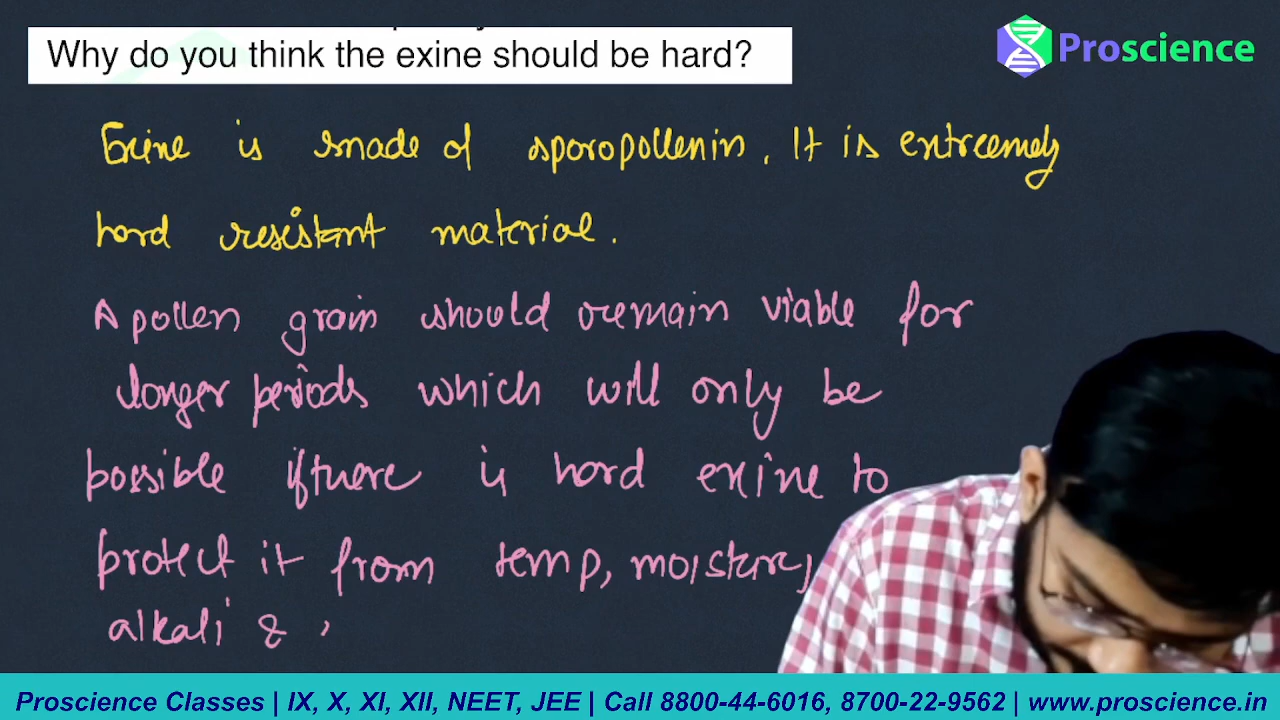 Why do you think the exine should be hard?
Proscience
Exine is made of sporopollenin. It is extremely
hard resistant material.
A pollen grain should remain viable for
longer periods which will only be
possible if there is hard exine to
protect it from temp, moisture,
alkali &
Proscience Classes | IX, X, XI, XII, NEET, JEE | Call 8800-44-6016, 8700-22-9562 | www.proscience.in